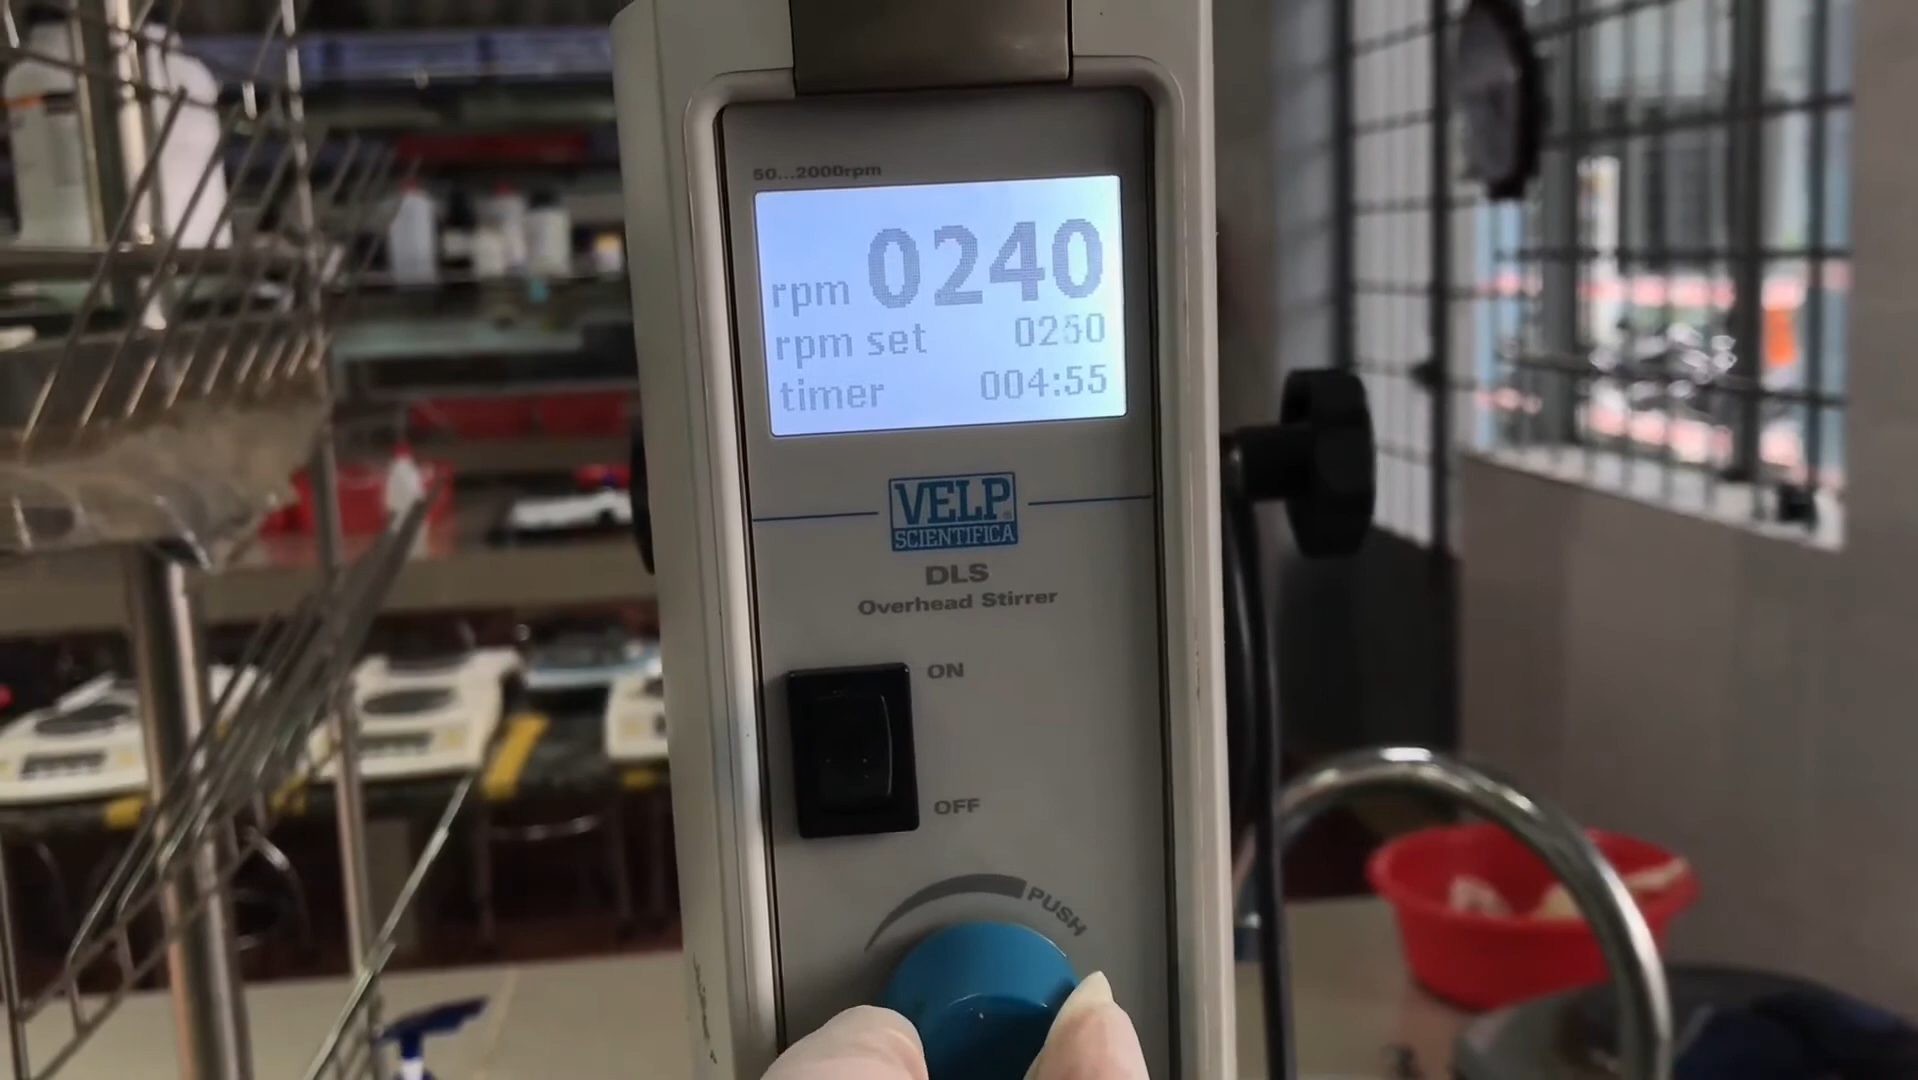 50...2000rpm
rpm 0240
rpm set 0250
timer 004:55
VELP
SCIENTIFICA
DLS
Overhead Stirrer
ON
OFF
PUSH